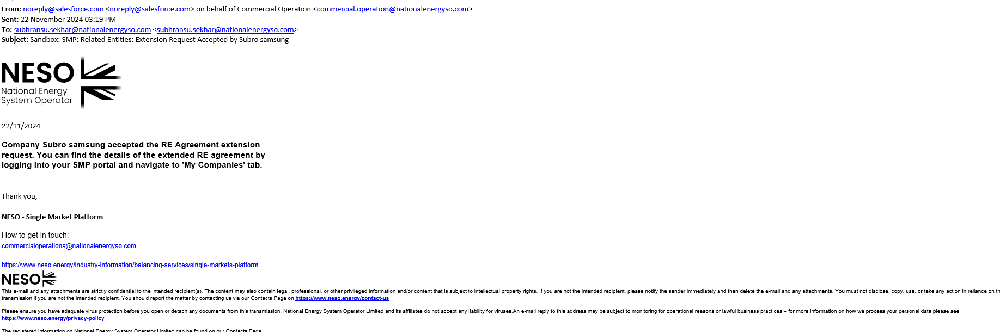 From: noreply@salesforce.com <noreply@salesforce.com> on behalf of Commercial Operation <commercial.operation@nationalenergyso.com>
Sent: 22 November 2024 03:19 PM
To: subhransu.sekhar@nationalenergyso.com <subhransu.sekhar@nationalenergyso.com>
Subject: Sandbox: SMP: Related Entities: Extension Request Accepted by Subro samsung
NESO
National Energy
System Operator
22/11/2024
Company Subro samsung accepted the RE Agreement extension
request. You can find the details of the extended RE agreement by
logging into your SMP portal and navigate to 'My Companies' tab.
Thank you,
NESO - Single Market Platform
How to get in touch:
commercialoperations@nationalenergyso.com
https://www.neso.energy/industry-information/balancing-services/single-markets-platform
NESO
This e-mail and any attachments are strictly confidential to the intended recipient(s). The content may also contain legal, professional, or other privileged information and/or content that is subject to intellectual property rights. If you are not the intended recipient, please notify the sender immediately and then delete the e-mail and any attachments. You must not disclose, copy, use, or take any action in reliance on
transmission if you are not the intended recipient. You should report the matter by contacting us via our Contacts Page on https://www.neso.energy/contact-us
Please ensure you have adequate virus protection before you open or detach any documents from this transmission. National Energy System Operator Limited and its affiliates do not accept any liability for viruses.An e-mail reply to this address may be subject to monitoring for operational reasons or lawful business practices – for more information on how we process your personal data please see
https://www.neso.energy/privacy-policy
The registered information on National Energy System Operator Limited can be found on our Contacts Page